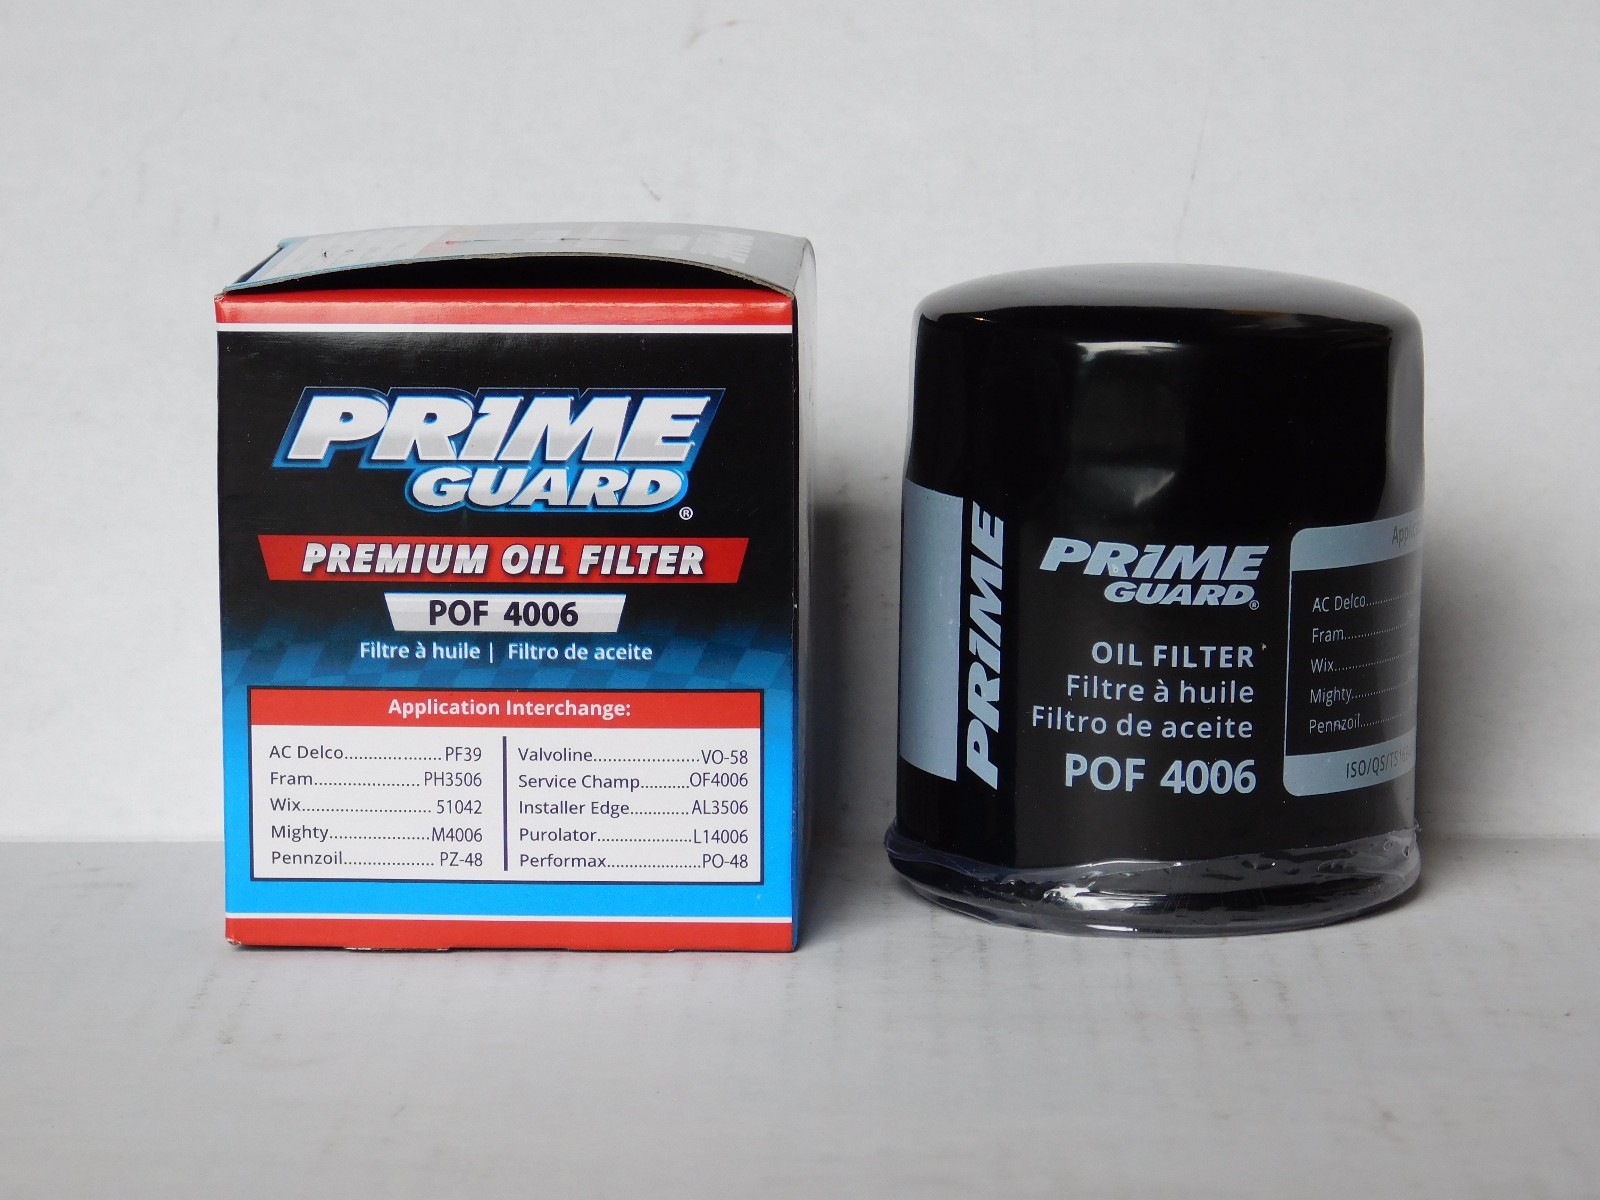 PRIME
GUARD®
PREMIUM OIL FILTER
POF 4006
Filtre à huile | Filtro de aceite
Application Interchange:
AC Delco.....................PF39
Fram.......................PH3506
Wix............................51042
Mighty......................M4006
Pennzoil....................PZ-48
Valvoline......................VO-58
Service Champ..........OF4006
Installer Edge.............AL3506
Purolator....................L14006
Performax...................PO-48
PRIME
PRIME
GUARD®
OIL FILTER
Filtre à huile
Filtro de aceite
POF 4006
AC Delco
Fram
Wix
Mighty
Pennzoil
ISO/QS/TS